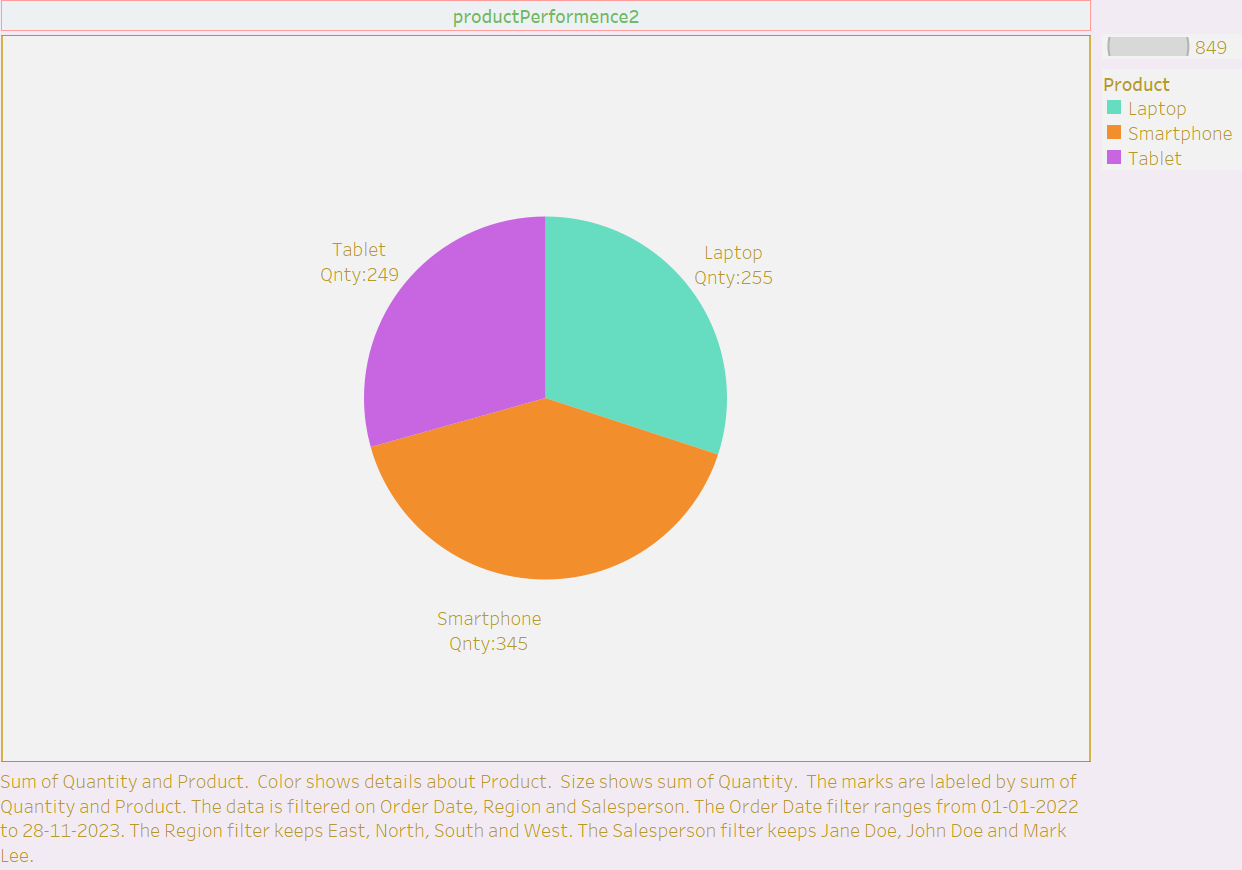 productPerformence2
849
Product
Laptop
Smartphone
Tablet
Tablet
Qnty:249
Laptop
Qnty:255
Smartphone
Qnty:345
Sum of Quantity and Product.  Color shows details about Product.  Size shows sum of Quantity.  The marks are labeled by sum of
Quantity and Product. The data is filtered on Order Date, Region and Salesperson. The Order Date filter ranges from 01-01-2022
to 28-11-2023. The Region filter keeps East, North, South and West. The Salesperson filter keeps Jane Doe, John Doe and Mark
Lee.